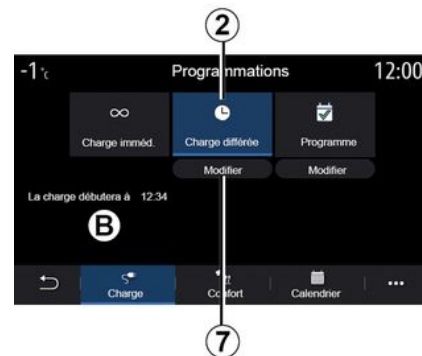 2
-1 °C Programmations 12:00
∞
Charge imméd. Charge différée Programme
Modifier Modifier
La charge débutera à 12:34
B
Charge Confort Calendrier ...
7